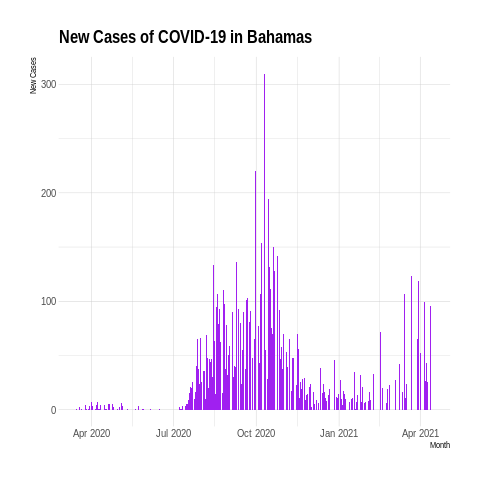 New Cases of COVID-19 in Bahamas
New Cases
300
200
100
0
Apr 2020 Jul 2020 Oct 2020 Jan 2021 Apr 2021
Month